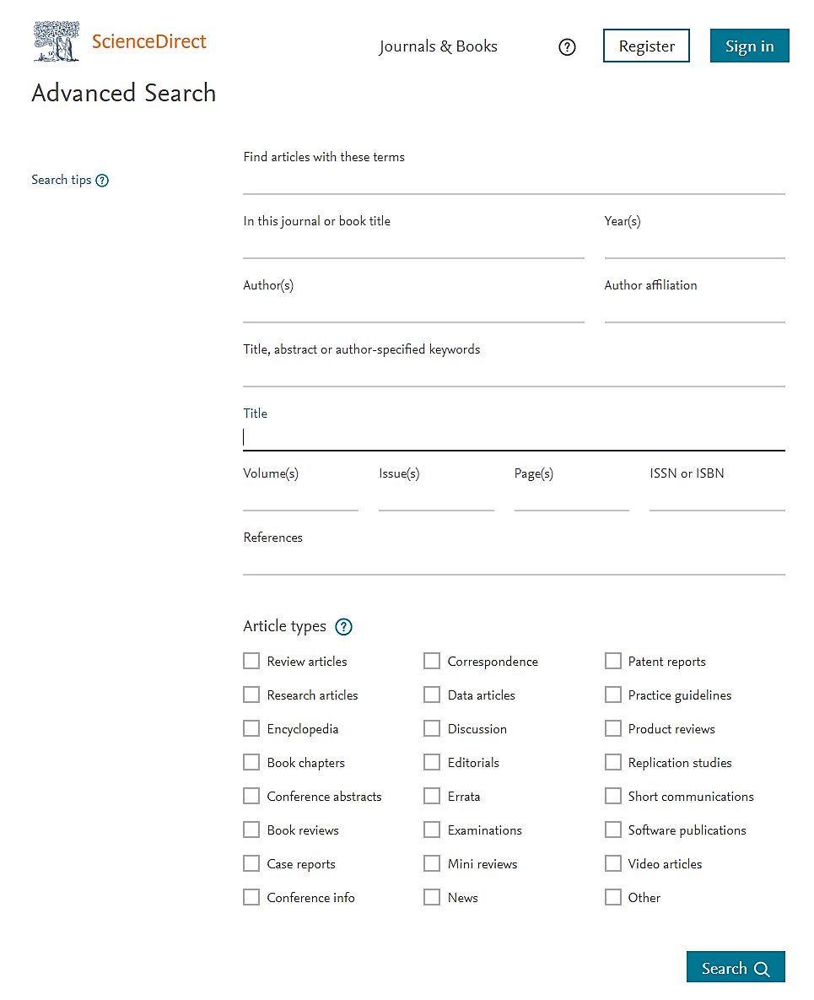 ScienceDirect
Journals & Books
?
Register
Sign in
Advanced Search
Search tips ?
Find articles with these terms
In this journal or book title
Year(s)
Author(s)
Author affiliation
Title, abstract or author-specified keywords
Title
Volume(s)
Issue(s)
Page(s)
ISSN or ISBN
References
Article types ?
Review articles
Correspondence
Patent reports
Research articles
Data articles
Practice guidelines
Encyclopedia
Discussion
Product reviews
Book chapters
Editorials
Replication studies
Conference abstracts
Errata
Short communications
Book reviews
Examinations
Software publications
Case reports
Mini reviews
Video articles
Conference info
News
Other
Search